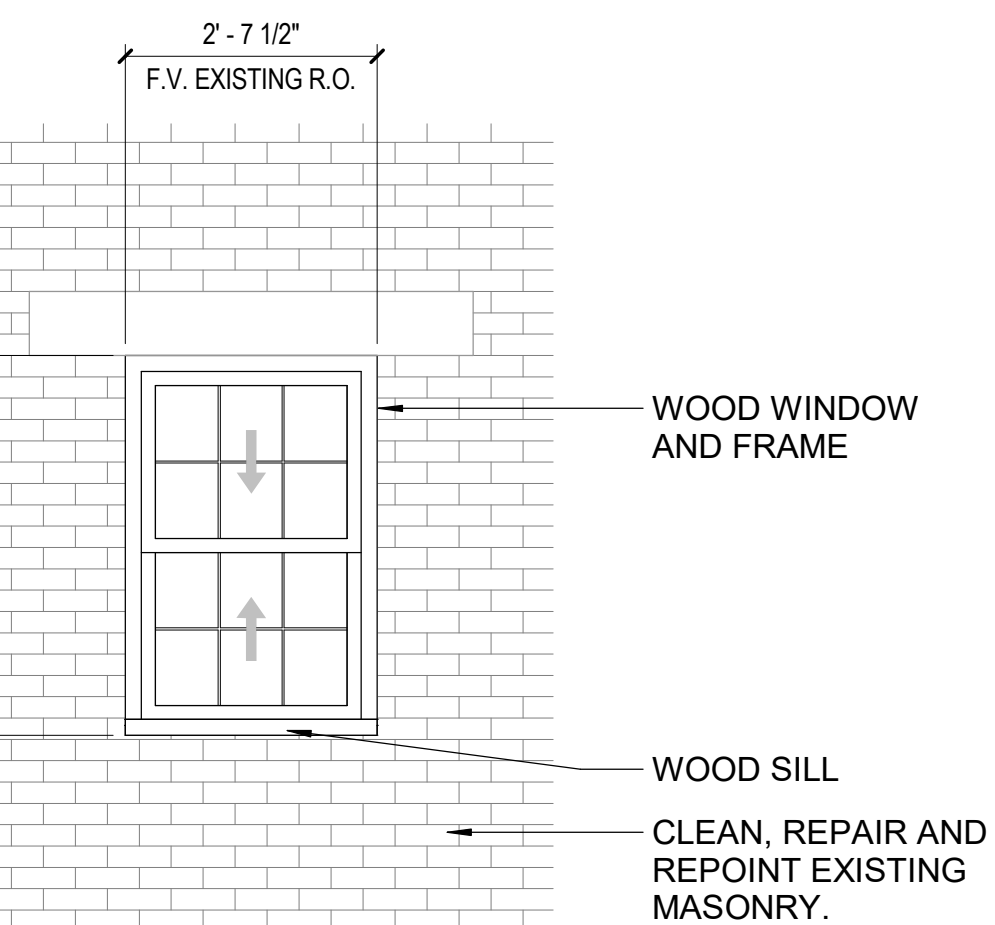 2' - 7 1/2"
F.V. EXISTING R.O.
WOOD WINDOW
AND FRAME
WOOD SILL
CLEAN, REPAIR AND
REPOINT EXISTING
MASONRY.